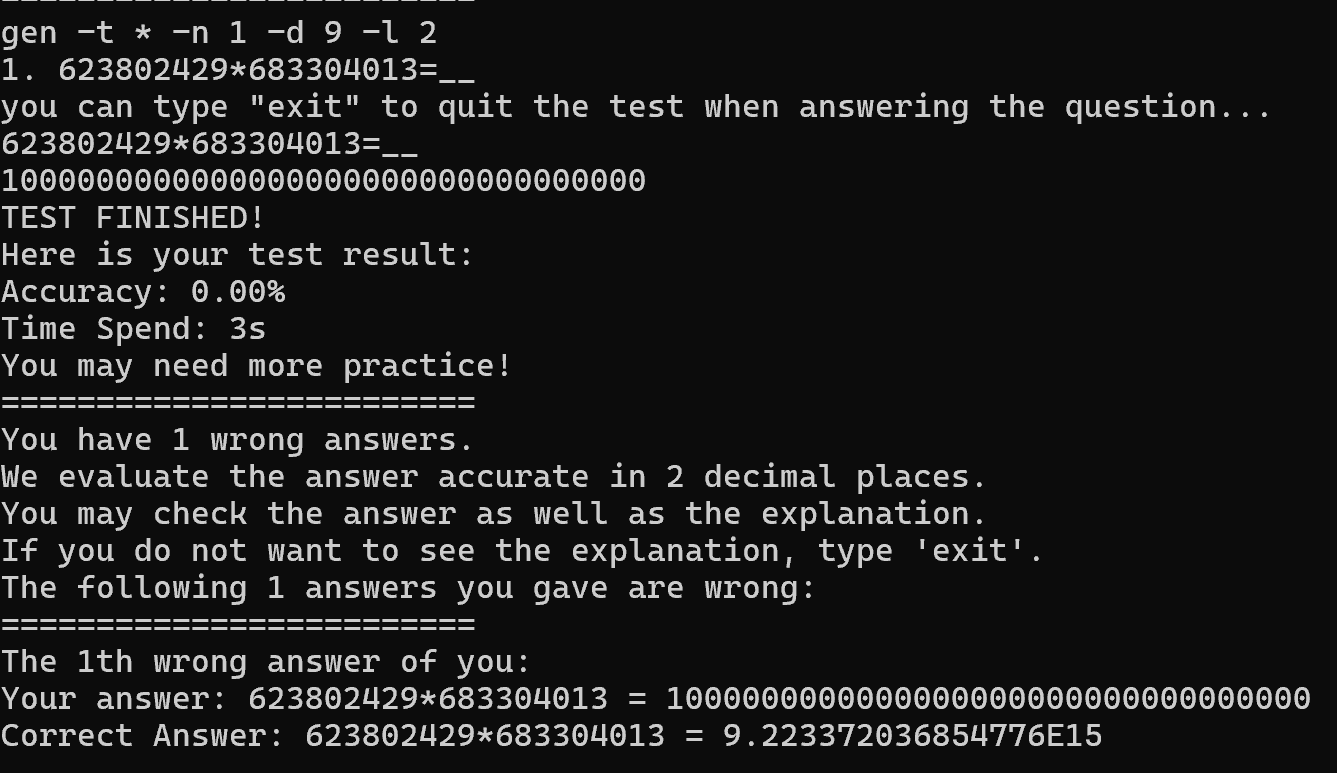 =========================
gen -t * -n 1 -d 9 -l 2
1. 623802429*683304013=__
you can type "exit" to quit the test when answering the question...
623802429*683304013=__
1000000000000000000000000000000000
TEST FINISHED!
Here is your test result:
Accuracy: 0.00%
Time Spend: 3s
You may need more practice!
=========================
You have 1 wrong answers.
We evaluate the answer accurate in 2 decimal places.
You may check the answer as well as the explanation.
If you do not want to see the explanation, type 'exit'.
The following 1 answers you gave are wrong:
=========================
The 1th wrong answer of you:
Your answer: 623802429*683304013 = 1000000000000000000000000000000000
Correct Answer: 623802429*683304013 = 9.223372036854776E15